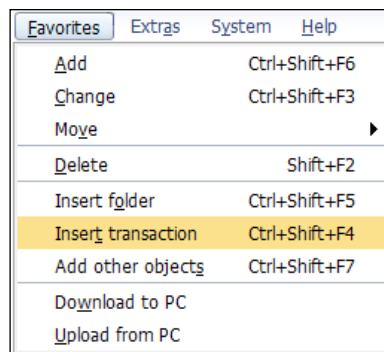 Favorites Extras System Help
Add Ctrl+Shift+F6
Change Ctrl+Shift+F3
Move
Delete Shift+F2
Insert folder Ctrl+Shift+F5
Insert transaction Ctrl+Shift+F4
Add other objects Ctrl+Shift+F7
Download to PC
Upload from PC